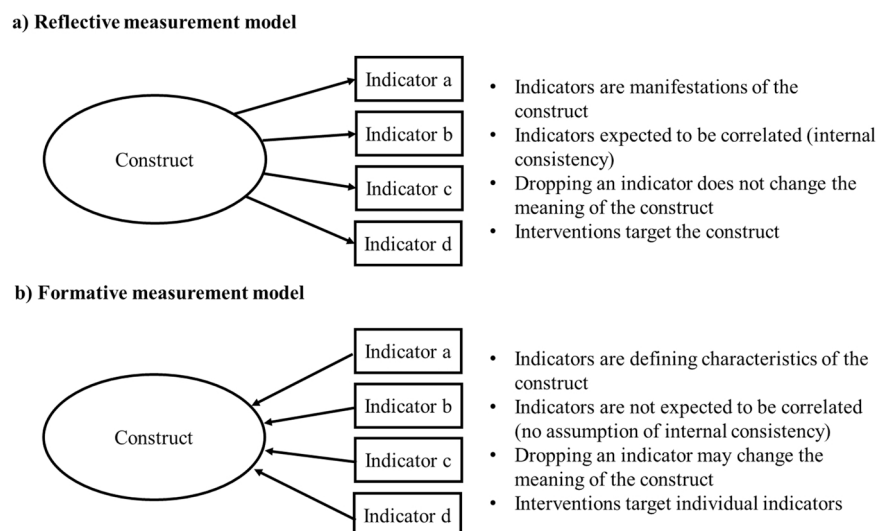 a) Reflective measurement model
Construct
Indicator a
Indicator b
Indicator c
Indicator d
• Indicators are manifestations of the
construct
• Indicators expected to be correlated (internal
consistency)
• Dropping an indicator does not change the
meaning of the construct
• Interventions target the construct
b) Formative measurement model
Construct
Indicator a
Indicator b
Indicator c
Indicator d
• Indicators are defining characteristics of the
construct
• Indicators are not expected to be correlated
(no assumption of internal consistency)
• Dropping an indicator may change the
meaning of the construct
• Interventions target individual indicators